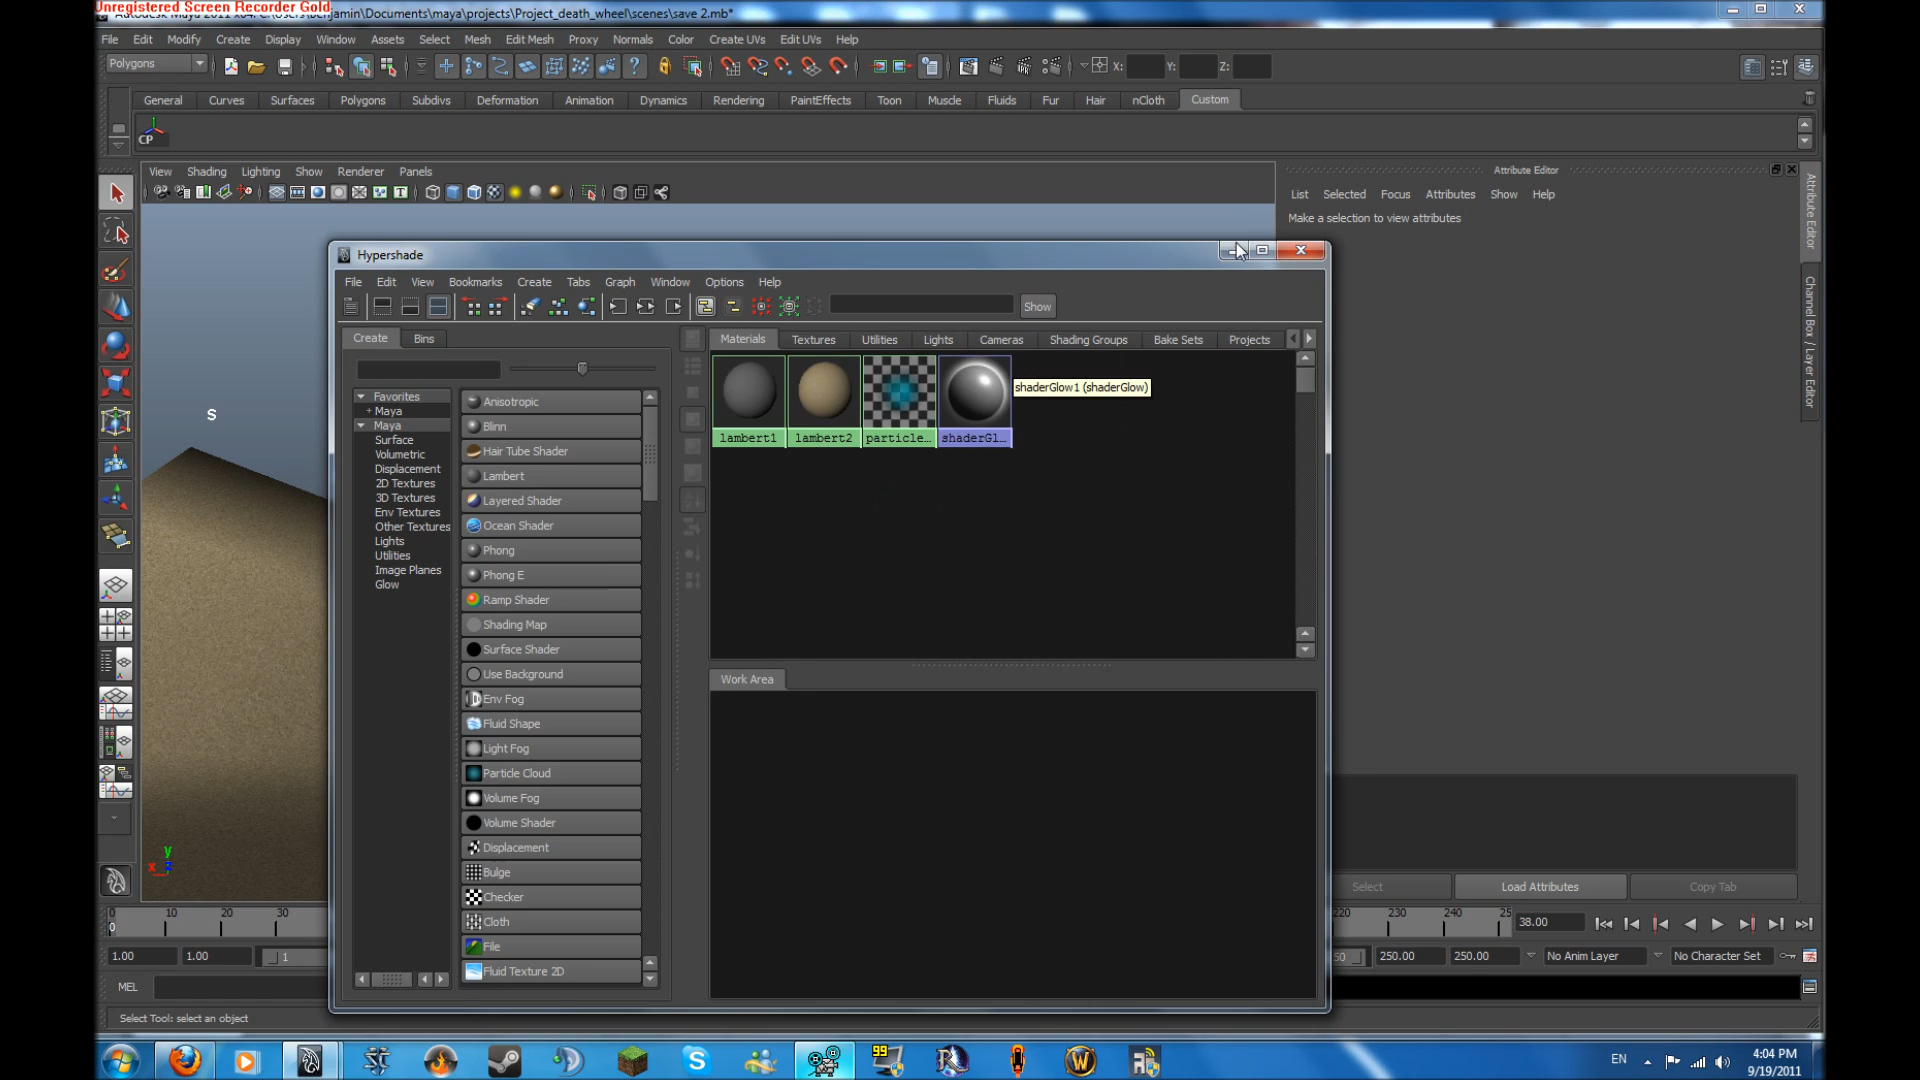 Unregistered Screen Recorder Gold
Autodesk Maya 2011 x64: C:\Users\Benjamin\Documents\maya\projects\Project_death_wheel\scenes\save 2.mb*
File Edit Modify Create Display Window Assets Select Mesh Edit Mesh Proxy Normals Color Create UVs Edit UVs Help
Polygons
X: Y: Z:
General Curves Surfaces Polygons Subdivs Deformation Animation Dynamics Rendering PaintEffects Toon Muscle Fluids Fur Hair nCloth Custom
CP
View Shading Lighting Show Renderer Panels
Attribute Editor
List Selected Focus Attributes Show Help
Make a selection to view attributes
Attribute Editor
Channel Box / Layer Editor
S
Hypershade
File Edit View Bookmarks Create Tabs Graph Window Options Help
Show
Create Bins
Favorites
+ Maya
Maya
Surface
Volumetric
Displacement
2D Textures
3D Textures
Env Textures
Other Textures
Lights
Utilities
Image Planes
Glow
Anisotropic
Blinn
Hair Tube Shader
Lambert
Layered Shader
Ocean Shader
Phong
Phong E
Ramp Shader
Shading Map
Surface Shader
Use Background
Env Fog
Fluid Shape
Light Fog
Particle Cloud
Volume Fog
Volume Shader
Displacement
Bulge
Checker
Cloth
File
Fluid Texture 2D
Materials Textures Utilities Lights Cameras Shading Groups Bake Sets Projects
shaderGlow1 (shaderGlow)
lambert1 lambert2 particle... shaderGl...
Work Area
y
x z
Select Load Attributes Copy Tab
0 10 20 30
0
220 230 240 25
38.00
1.00 1.00 1
50 250.00 250.00 No Anim Layer No Character Set
MEL
Select Tool: select an object
99
EN
4:04 PM
9/19/2011